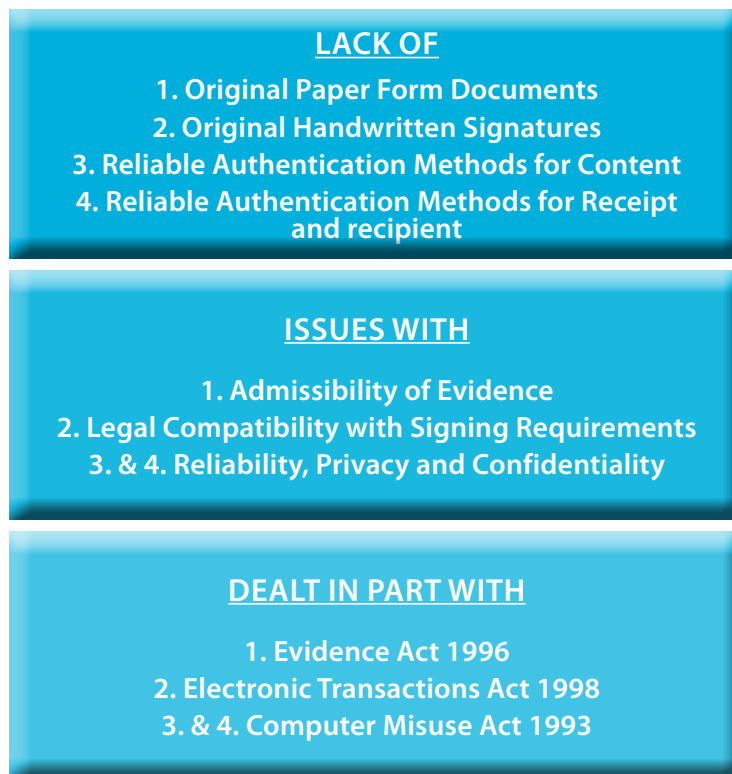 LACK OF
1. Original Paper Form Documents
2. Original Handwritten Signatures
3. Reliable Authentication Methods for Content
4. Reliable Authentication Methods for Receipt
and recipient
ISSUES WITH
1. Admissibility of Evidence
2. Legal Compatibility with Signing Requirements
3. & 4. Reliability, Privacy and Confidentiality
DEALT IN PART WITH
1. Evidence Act 1996
2. Electronic Transactions Act 1998
3. & 4. Computer Misuse Act 1993